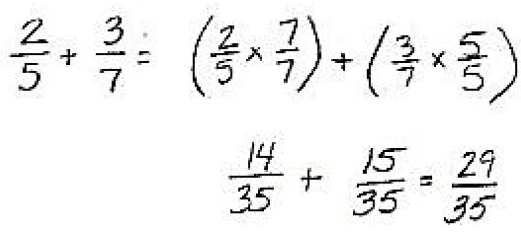 2/5 + 3/7 = (2/5 × 7/7) + (3/7 × 5/5)
14/35 + 15/35 = 29/35